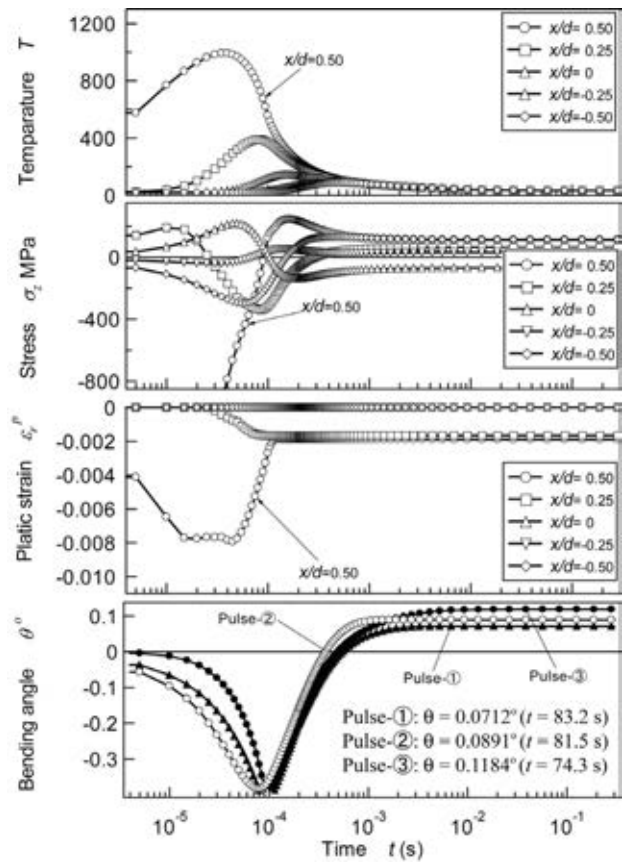 1200
800
400
0
Temparature T
x/d=0.50
x/d= 0.50
x/d= 0.25
x/d= 0
x/d=-0.25
x/d=-0.50
0
-400
-800
Stress σz MPa
x/d=0.50
x/d= 0.50
x/d= 0.25
x/d= 0
x/d=-0.25
x/d=-0.50
0
-0.002
-0.004
-0.006
-0.008
-0.010
Platic strain
x/d=0.50
x/d= 0.50
x/d= 0.25
x/d= 0
x/d=-0.25
x/d=-0.50
0.1
0
-0.1
-0.2
-0.3
Bending angle θ°
Pulse-②
Pulse-①
Pulse-③
Pulse-①: θ = 0.0712º (t = 83.2 s)
Pulse-②: θ = 0.0891º (t = 81.5 s)
Pulse-③: θ = 0.1184º (t = 74.3 s)
10⁻⁵ 10⁻⁴ 10⁻³ 10⁻² 10⁻¹
Time t (s)